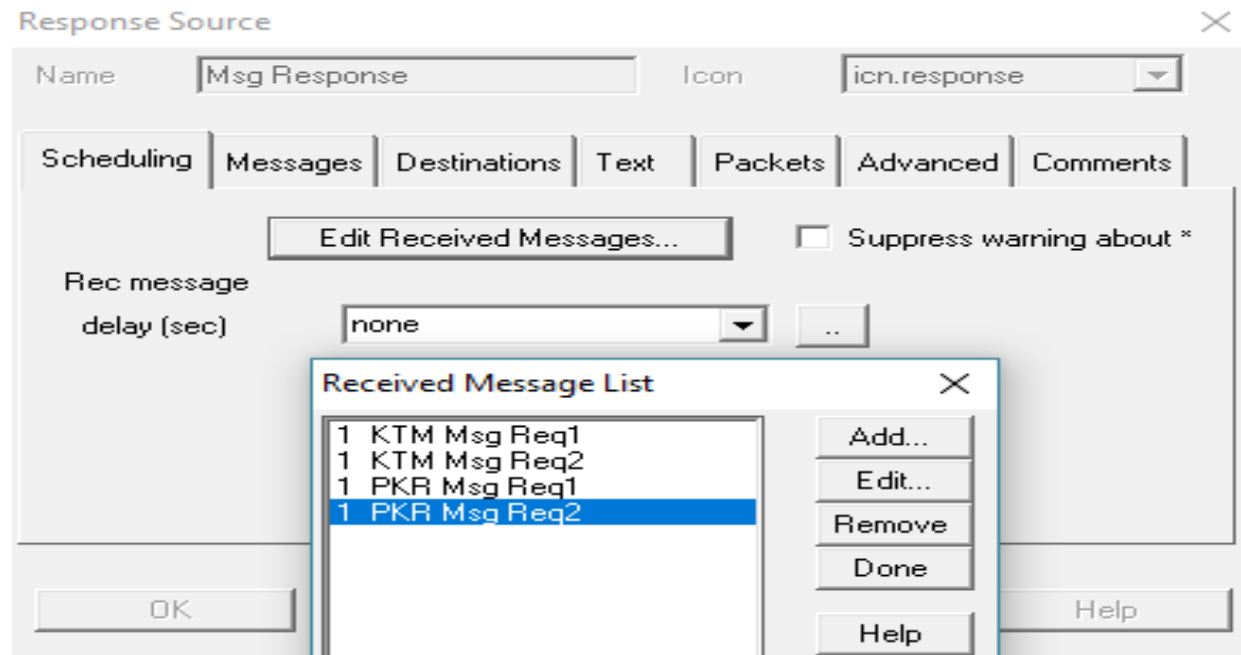 Response Source
Name Msg Response Icon icn.response
Scheduling Messages Destinations Text Packets Advanced Comments
Edit Received Messages... Suppress warning about *
Rec message
delay (sec) none ..
Received Message List
1 KTM Msg Req1
1 KTM Msg Req2
1 PKR Msg Req1
1 PKR Msg Req2
Add...
Edit...
Remove
Done
Help
OK
Help